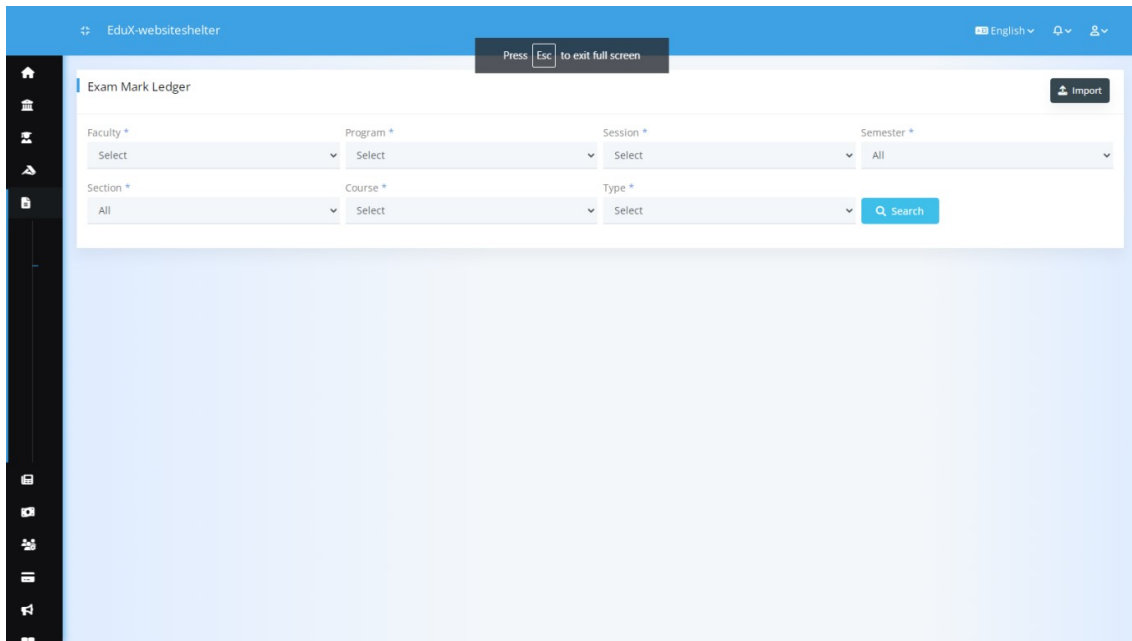 EduX-websiteshelter
English
Press Esc to exit full screen
Exam Mark Ledger
Import
Faculty *
Program *
Session *
Semester *
Select
Select
Select
All
Section *
Course *
Type *
All
Select
Select
Search